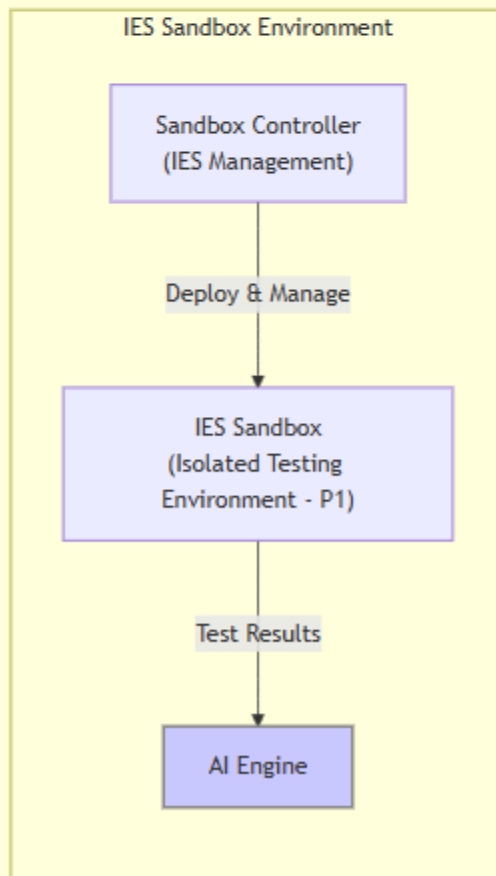 IES Sandbox Environment
Sandbox Controller
(IES Management)
Deploy & Manage
IES Sandbox
(Isolated Testing
Environment - P1)
Test Results
AI Engine